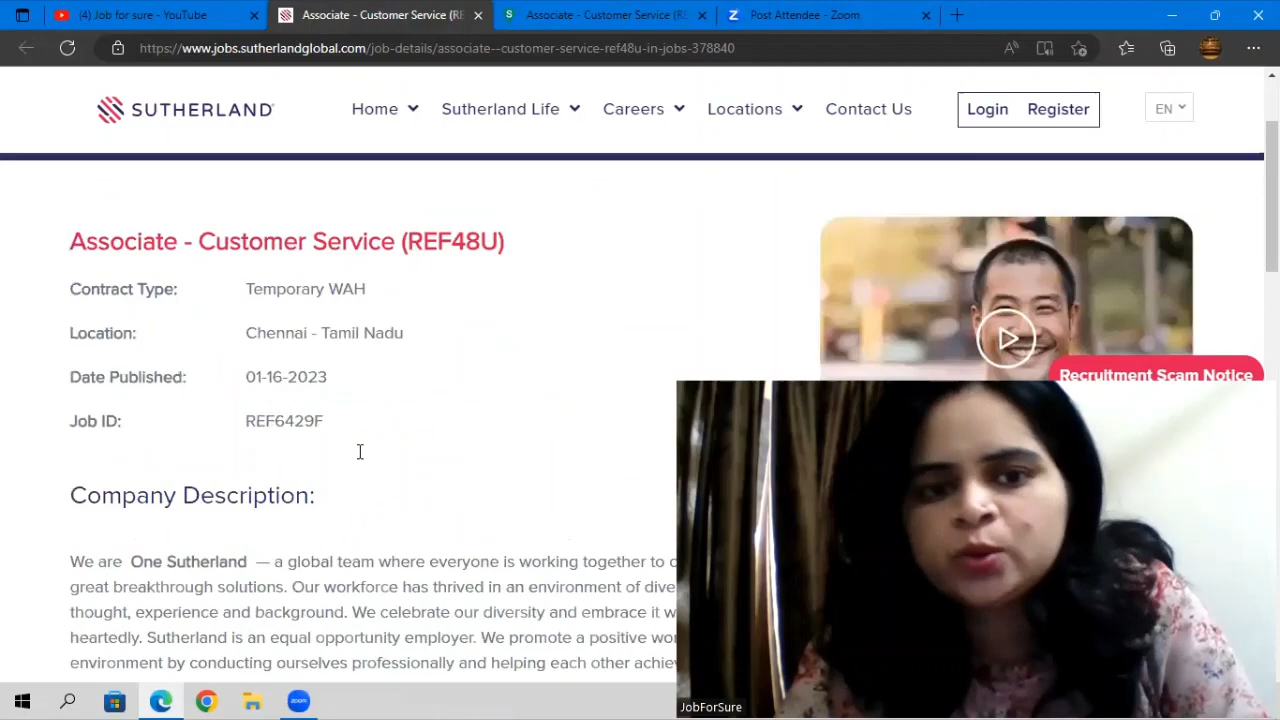 (4) Job for sure - YouTube
Associate - Customer Service (RE
Associate - Customer Service (REF
Post Attendee - Zoom
https://www.jobs.sutherlandglobal.com/job-details/associate--customer-service-ref48u-in-jobs-378840
SUTHERLAND
Home
Sutherland Life
Careers
Locations
Contact Us
Login
Register
EN
Associate - Customer Service (REF48U)
Contract Type: Temporary WAH
Location: Chennai - Tamil Nadu
Date Published: 01-16-2023
Job ID: REF6429F
Recruitment Scam Notice
Company Description:
We are One Sutherland — a global team where everyone is working together to c
great breakthrough solutions. Our workforce has thrived in an environment of dive
thought, experience and background. We celebrate our diversity and embrace it w
heartedly. Sutherland is an equal opportunity employer. We promote a positive wor
environment by conducting ourselves professionally and helping each other achiev
zoom
JobForSure